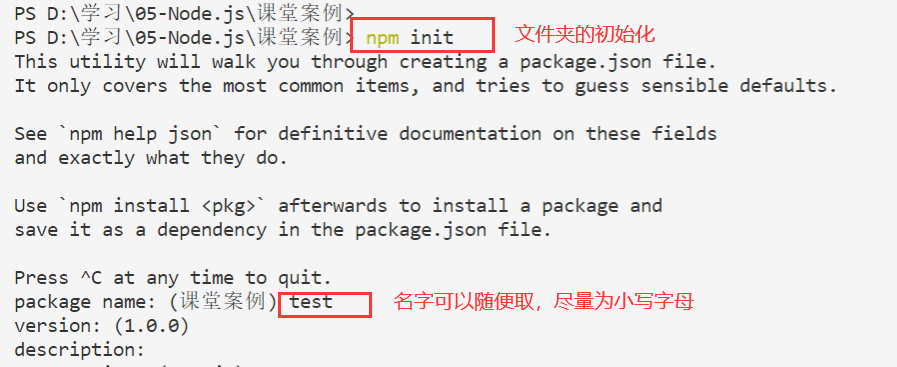 PS D:\学习\05-Node.js\课堂案例>
PS D:\学习\05-Node.js\课堂案例> npm init 文件夹的初始化
This utility will walk you through creating a package.json file.
It only covers the most common items, and tries to guess sensible defaults.
See `npm help json` for definitive documentation on these fields
and exactly what they do.
Use `npm install <pkg>` afterwards to install a package and
save it as a dependency in the package.json file.
Press ^C at any time to quit.
package name: (课堂案例) test 名字可以随便取，尽量为小写字母
version: (1.0.0)
description: